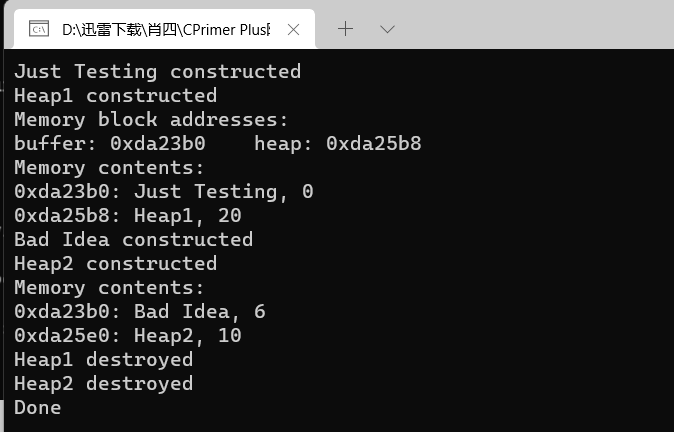 D:\迅雷下载\肖四\CPrimer Plus
Just Testing constructed
Heap1 constructed
Memory block addresses:
buffer: 0xda23b0    heap: 0xda25b8
Memory contents:
0xda23b0: Just Testing, 0
0xda25b8: Heap1, 20
Bad Idea constructed
Heap2 constructed
Memory contents:
0xda23b0: Bad Idea, 6
0xda25e0: Heap2, 10
Heap1 destroyed
Heap2 destroyed
Done